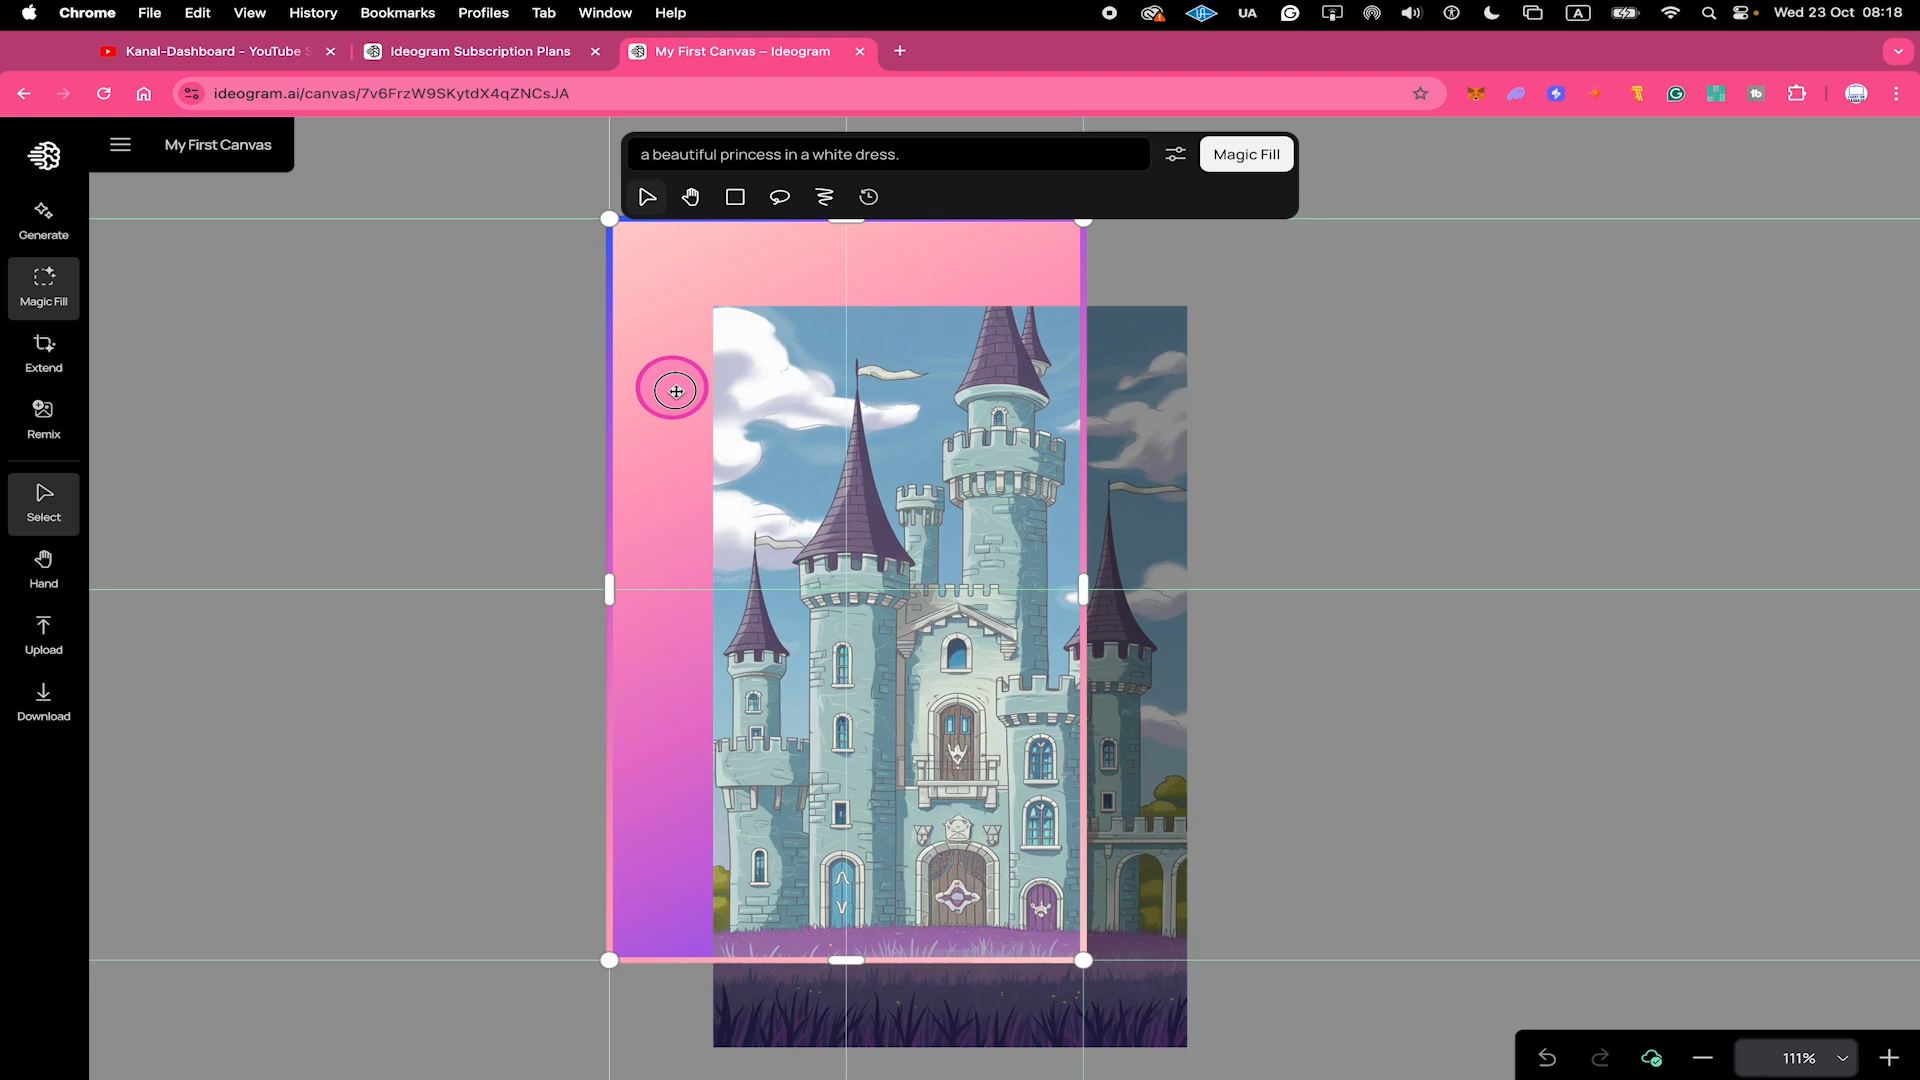 Chrome File Edit View History Bookmarks Profiles Tab Window Help UA A Wed 23 Oct 08:18
Kanal-Dashboard - YouTube S Ideogram Subscription Plans My First Canvas – Ideogram
ideogram.ai/canvas/7v6FrzW9SKytdX4qZNCsJA
My First Canvas
a beautiful princess in a white dress. Magic Fill
Generate
Magic Fill
Extend
Remix
Select
Hand
Upload
Download
111%